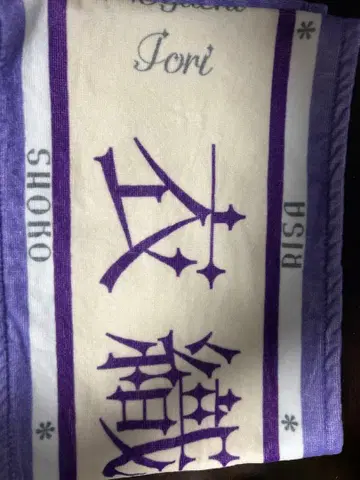 Iori
衣織
SHOKO *
* RISA *